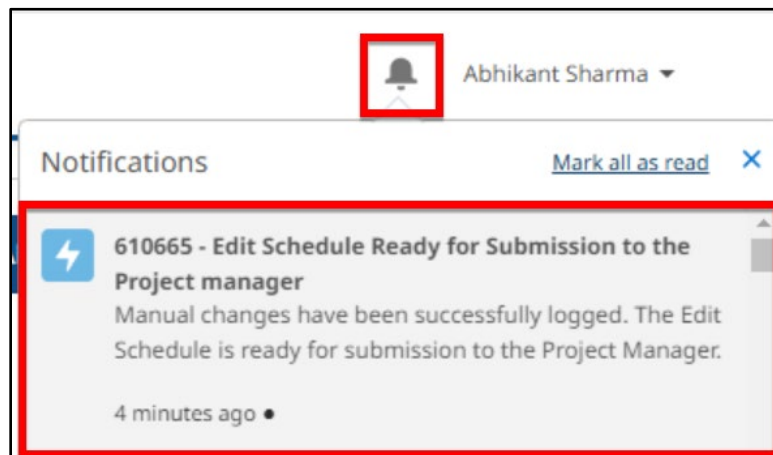 Abhikant Sharma
Notifications
Mark all as read
610665 - Edit Schedule Ready for Submission to the
Project manager
Manual changes have been successfully logged. The Edit
Schedule is ready for submission to the Project Manager.
4 minutes ago